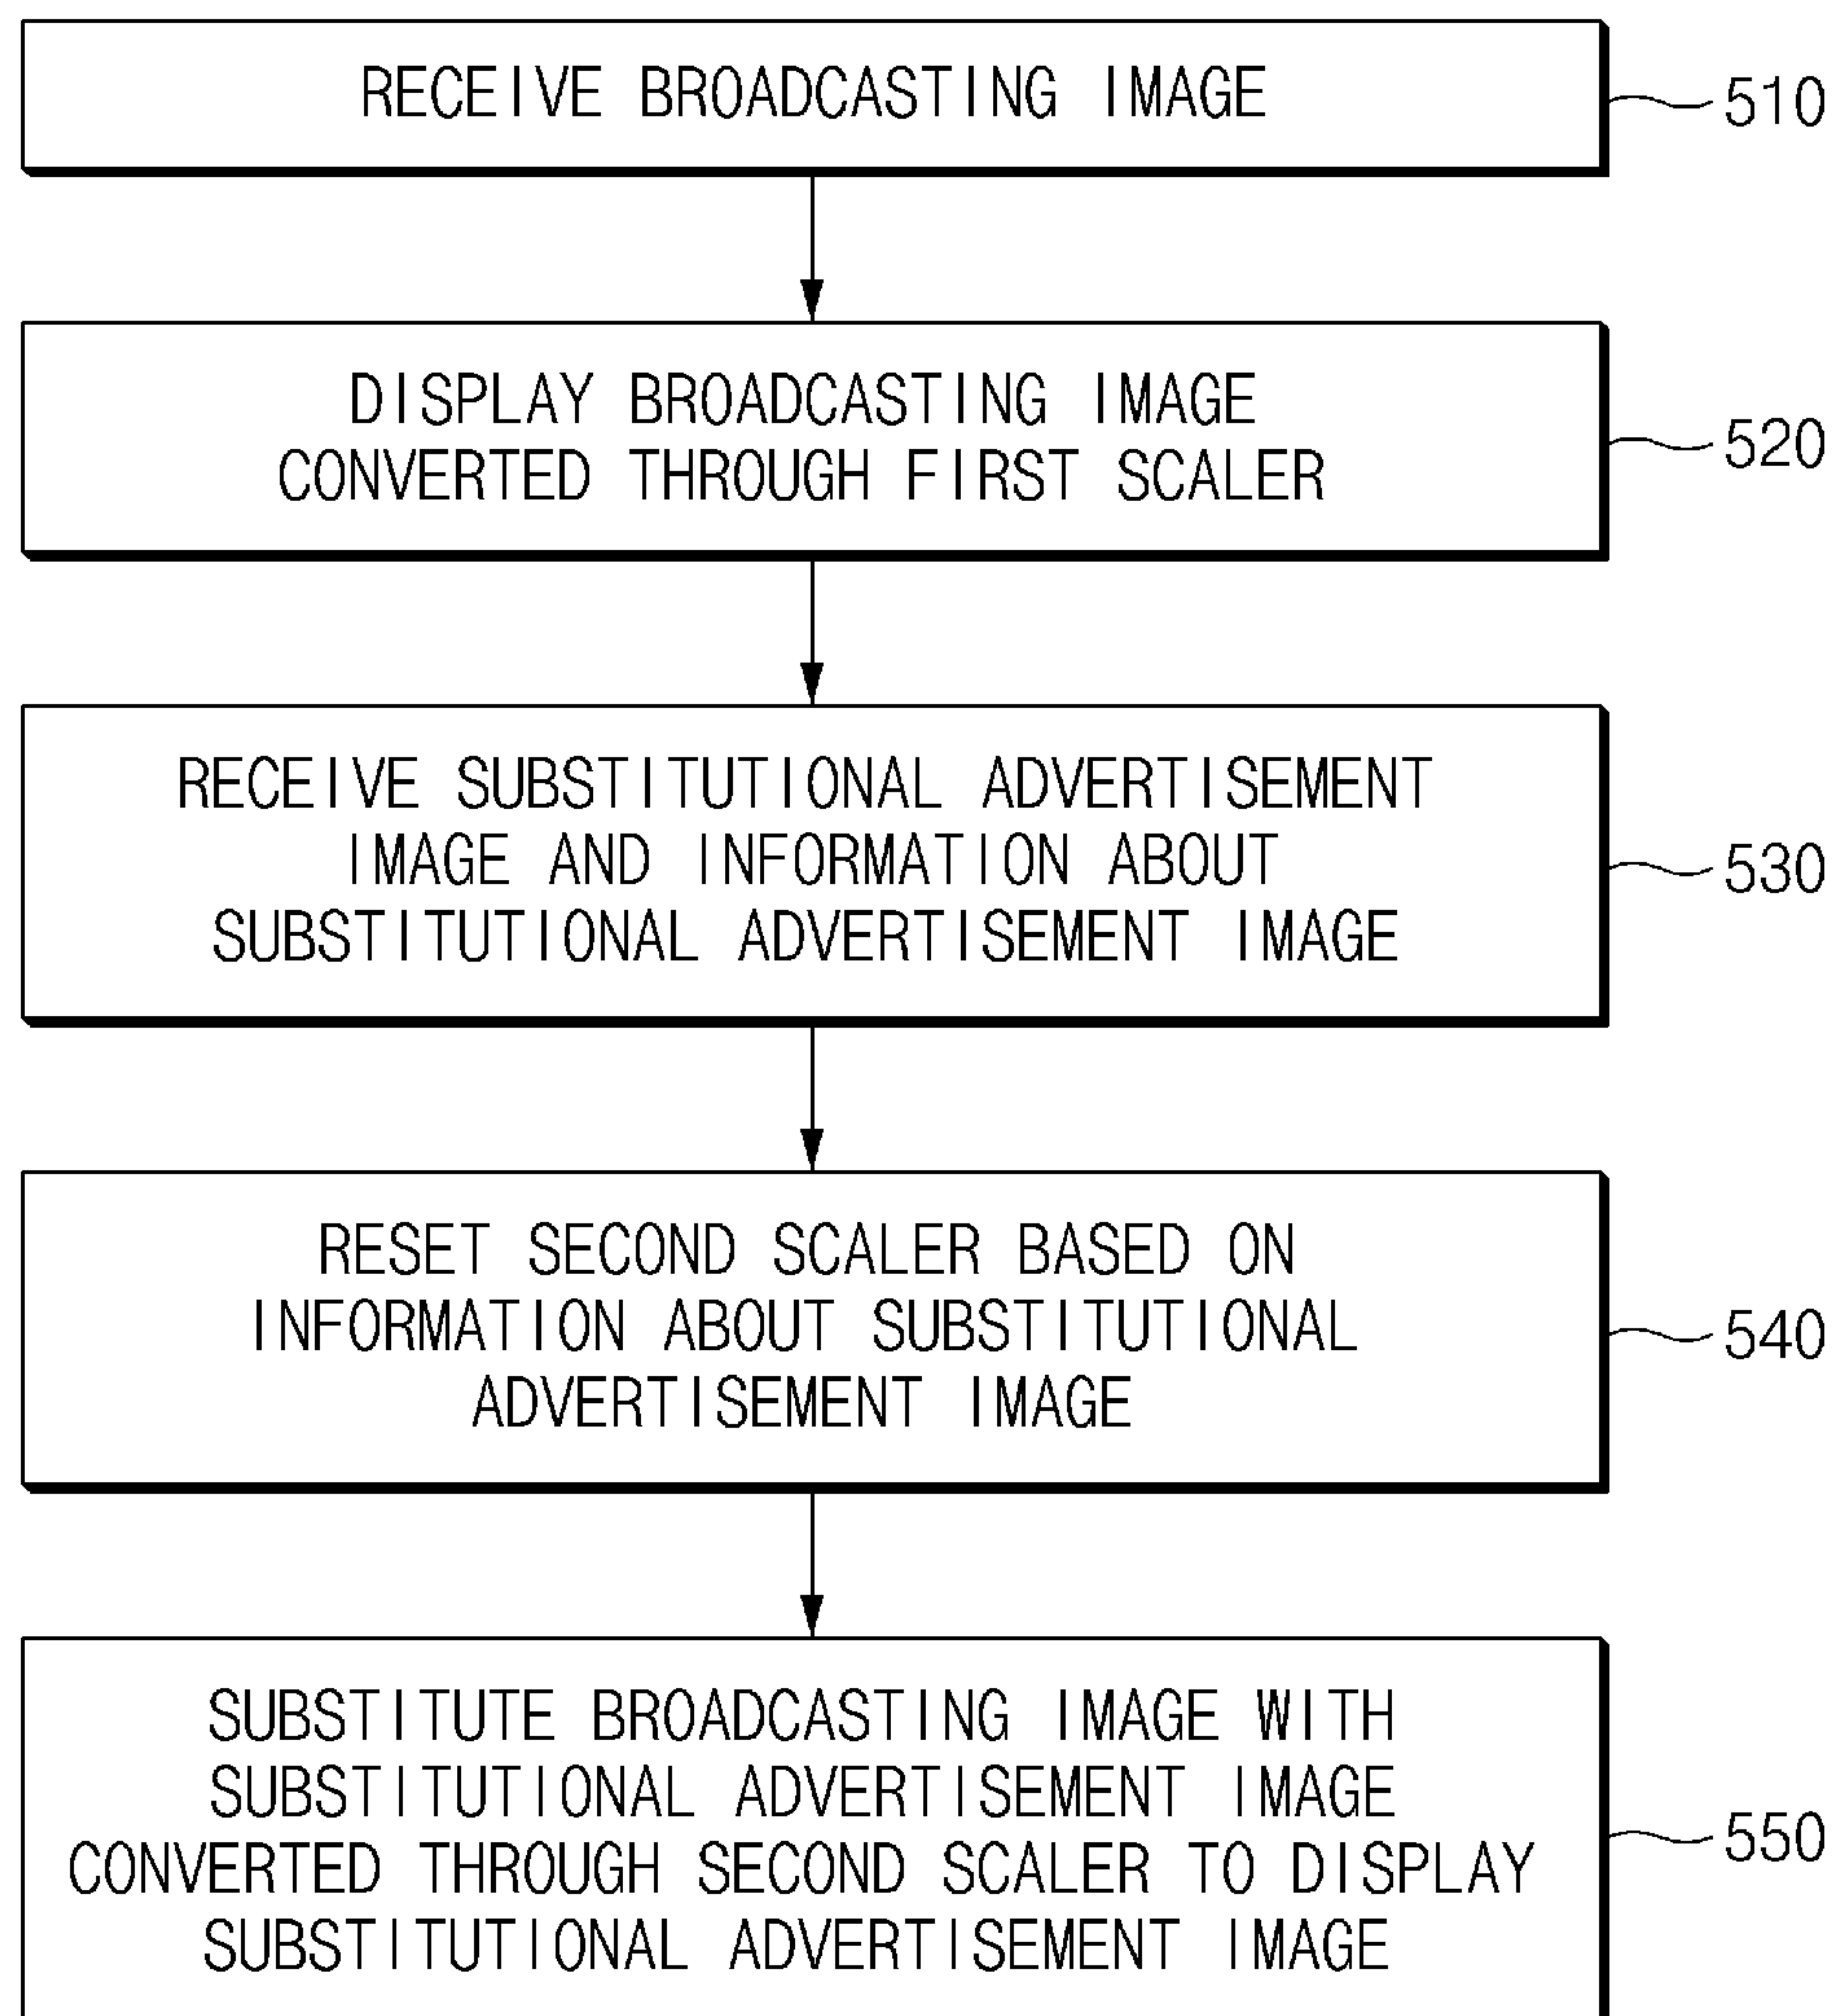 RECEIVE BROADCASTING IMAGE
510
DISPLAY BROADCASTING IMAGE
CONVERTED THROUGH FIRST SCALER
520
RECEIVE SUBSTITUTIONAL ADVERTISEMENT
IMAGE AND INFORMATION ABOUT
SUBSTITUTIONAL ADVERTISEMENT IMAGE
530
RESET SECOND SCALER BASED ON
INFORMATION ABOUT SUBSTITUTIONAL
ADVERTISEMENT IMAGE
540
SUBSTITUTE BROADCASTING IMAGE WITH
SUBSTITUTIONAL ADVERTISEMENT IMAGE
CONVERTED THROUGH SECOND SCALER TO DISPLAY
SUBSTITUTIONAL ADVERTISEMENT IMAGE
550